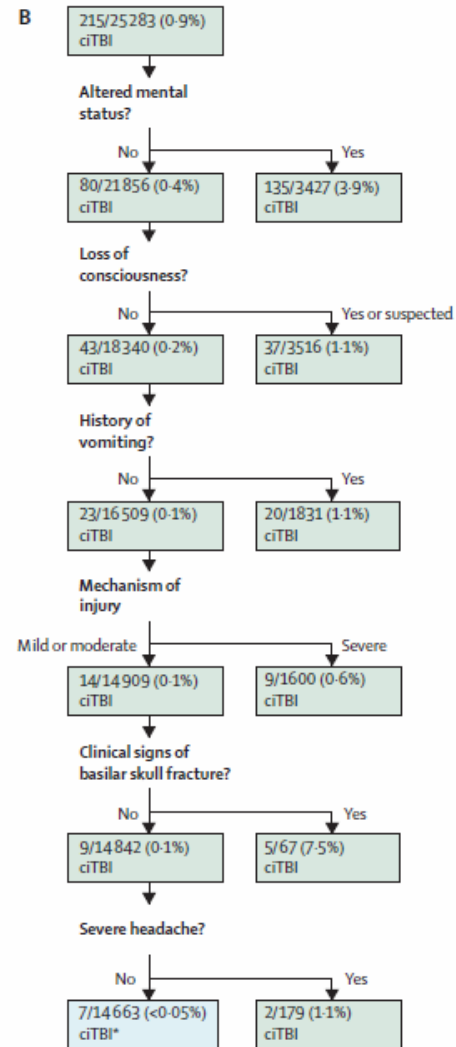 B
215/25283 (0·9%)
ciTBI
Altered mental
status?
No
Yes
80/21856 (0·4%)
ciTBI
135/3427 (3·9%)
ciTBI
Loss of
consciousness?
No
Yes or suspected
43/18340 (0·2%)
ciTBI
37/3516 (1·1%)
ciTBI
History of
vomiting?
No
Yes
23/16509 (0·1%)
ciTBI
20/1831 (1·1%)
ciTBI
Mechanism of
injury
Mild or moderate
Severe
14/14909 (0·1%)
ciTBI
9/1600 (0·6%)
ciTBI
Clinical signs of
basilar skull fracture?
No
Yes
9/14842 (0·1%)
ciTBI
5/67 (7·5%)
ciTBI
Severe headache?
No
Yes
7/14663 (<0·05%)
ciTBI*
2/179 (1·1%)
ciTBI